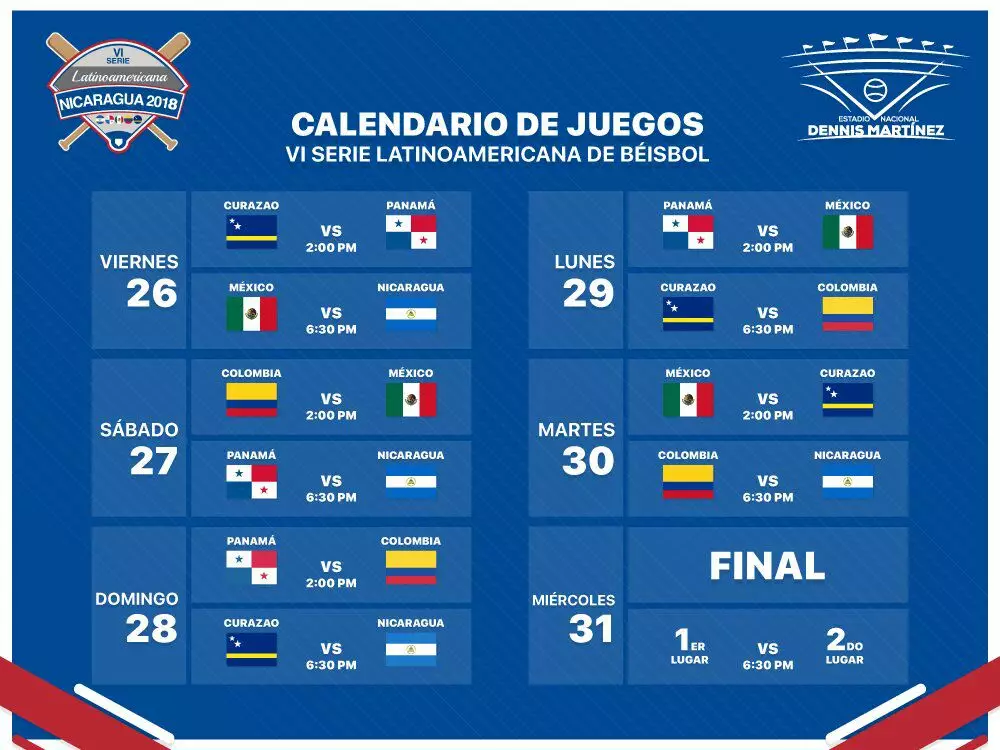 VI
SERIE
Latinoamericana
NICARAGUA 2018
ESTADIO NACIONAL
DENNIS MARTÍNEZ
CALENDARIO DE JUEGOS
VI SERIE LATINOAMERICANA DE BÉISBOL
VIERNES
26
CURAZAO
PANAMÁ
VS
2:00 PM
MÉXICO
NICARAGUA
VS
6:30 PM
SÁBADO
27
COLOMBIA
MÉXICO
VS
2:00 PM
PANAMÁ
NICARAGUA
VS
6:30 PM
DOMINGO
28
PANAMÁ
COLOMBIA
VS
2:00 PM
CURAZAO
NICARAGUA
VS
6:30 PM
LUNES
29
PANAMÁ
MÉXICO
VS
2:00 PM
CURAZAO
COLOMBIA
VS
6:30 PM
MARTES
30
MÉXICO
CURAZAO
VS
2:00 PM
COLOMBIA
NICARAGUA
VS
6:30 PM
MIÉRCOLES
31
FINAL
1ER
LUGAR
VS
6:30 PM
2DO
LUGAR